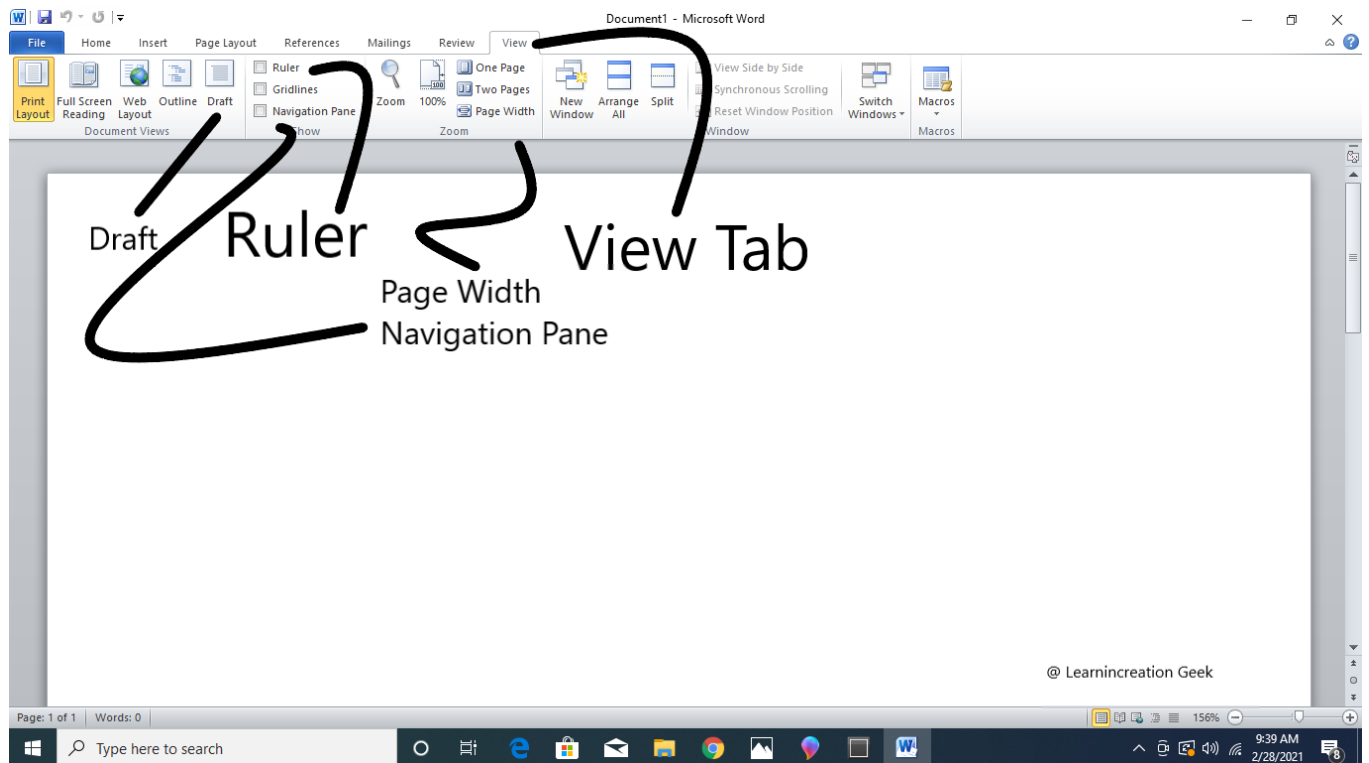 Document1 - Microsoft Word
File Home Insert Page Layout References Mailings Review View
Print Layout
Full Screen Reading
Web Layout
Outline
Draft
Document Views
Ruler
Gridlines
Navigation Pane
Show
Zoom
100%
One Page
Two Pages
Page Width
Zoom
New Window
Arrange All
Split
View Side by Side
Synchronous Scrolling
Reset Window Position
Window
Switch Windows
Macros
Macros
Draft
Ruler
View Tab
Page Width
Navigation Pane
@ Learnincreation Geek
Page: 1 of 1 Words: 0
156%
Type here to search
9:39 AM
2/28/2021
8